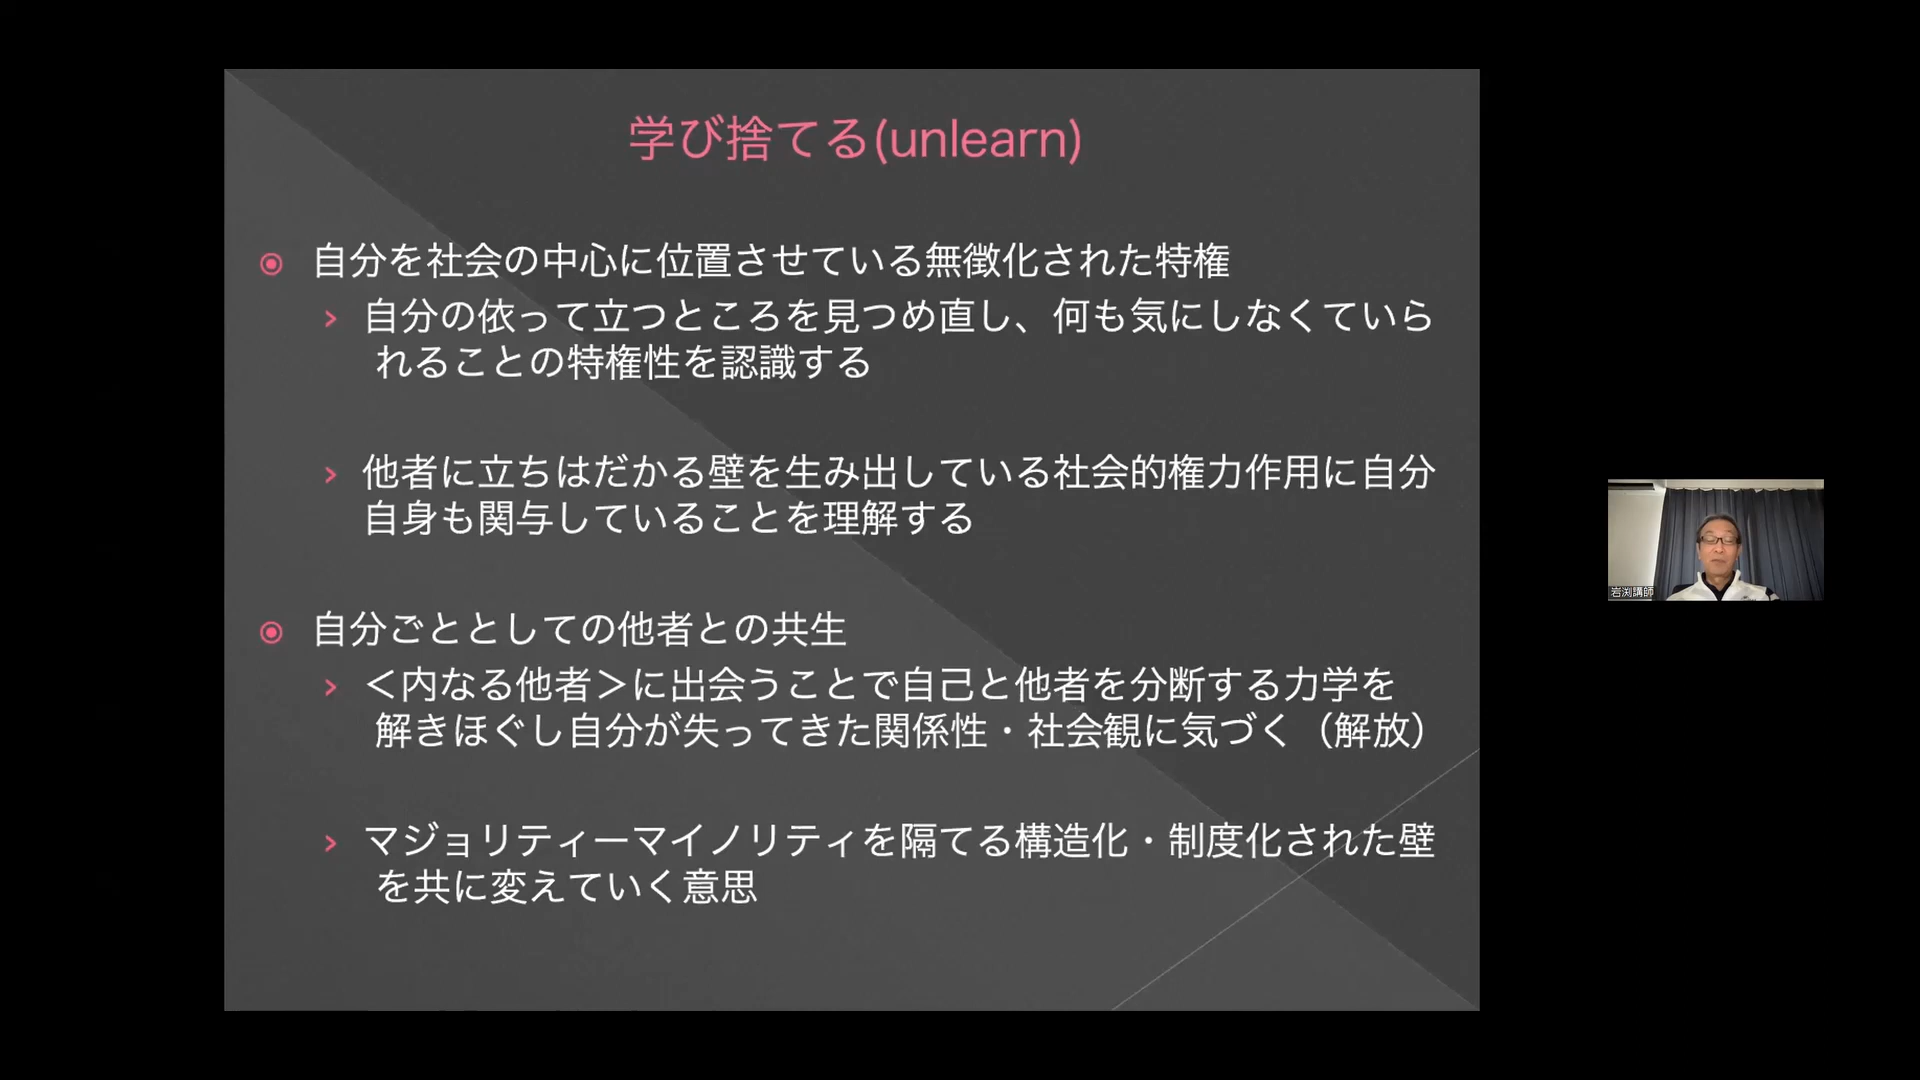 学び捨てる(unlearn)
自分を社会の中心に位置させている無徴化された特権
自分の依って立つところを見つめ直し、何も気にしなくていら
れることの特権性を認識する
他者に立ちはだかる壁を生み出している社会的権力作用に自分
自身も関与していることを理解する
自分ごととしての他者との共生
＜内なる他者＞に出会うことで自己と他者を分断する力学を
解きほぐし自分が失ってきた関係性・社会観に気づく（解放）
マジョリティーマイノリティを隔てる構造化・制度化された壁
を共に変えていく意思
岩渕講師